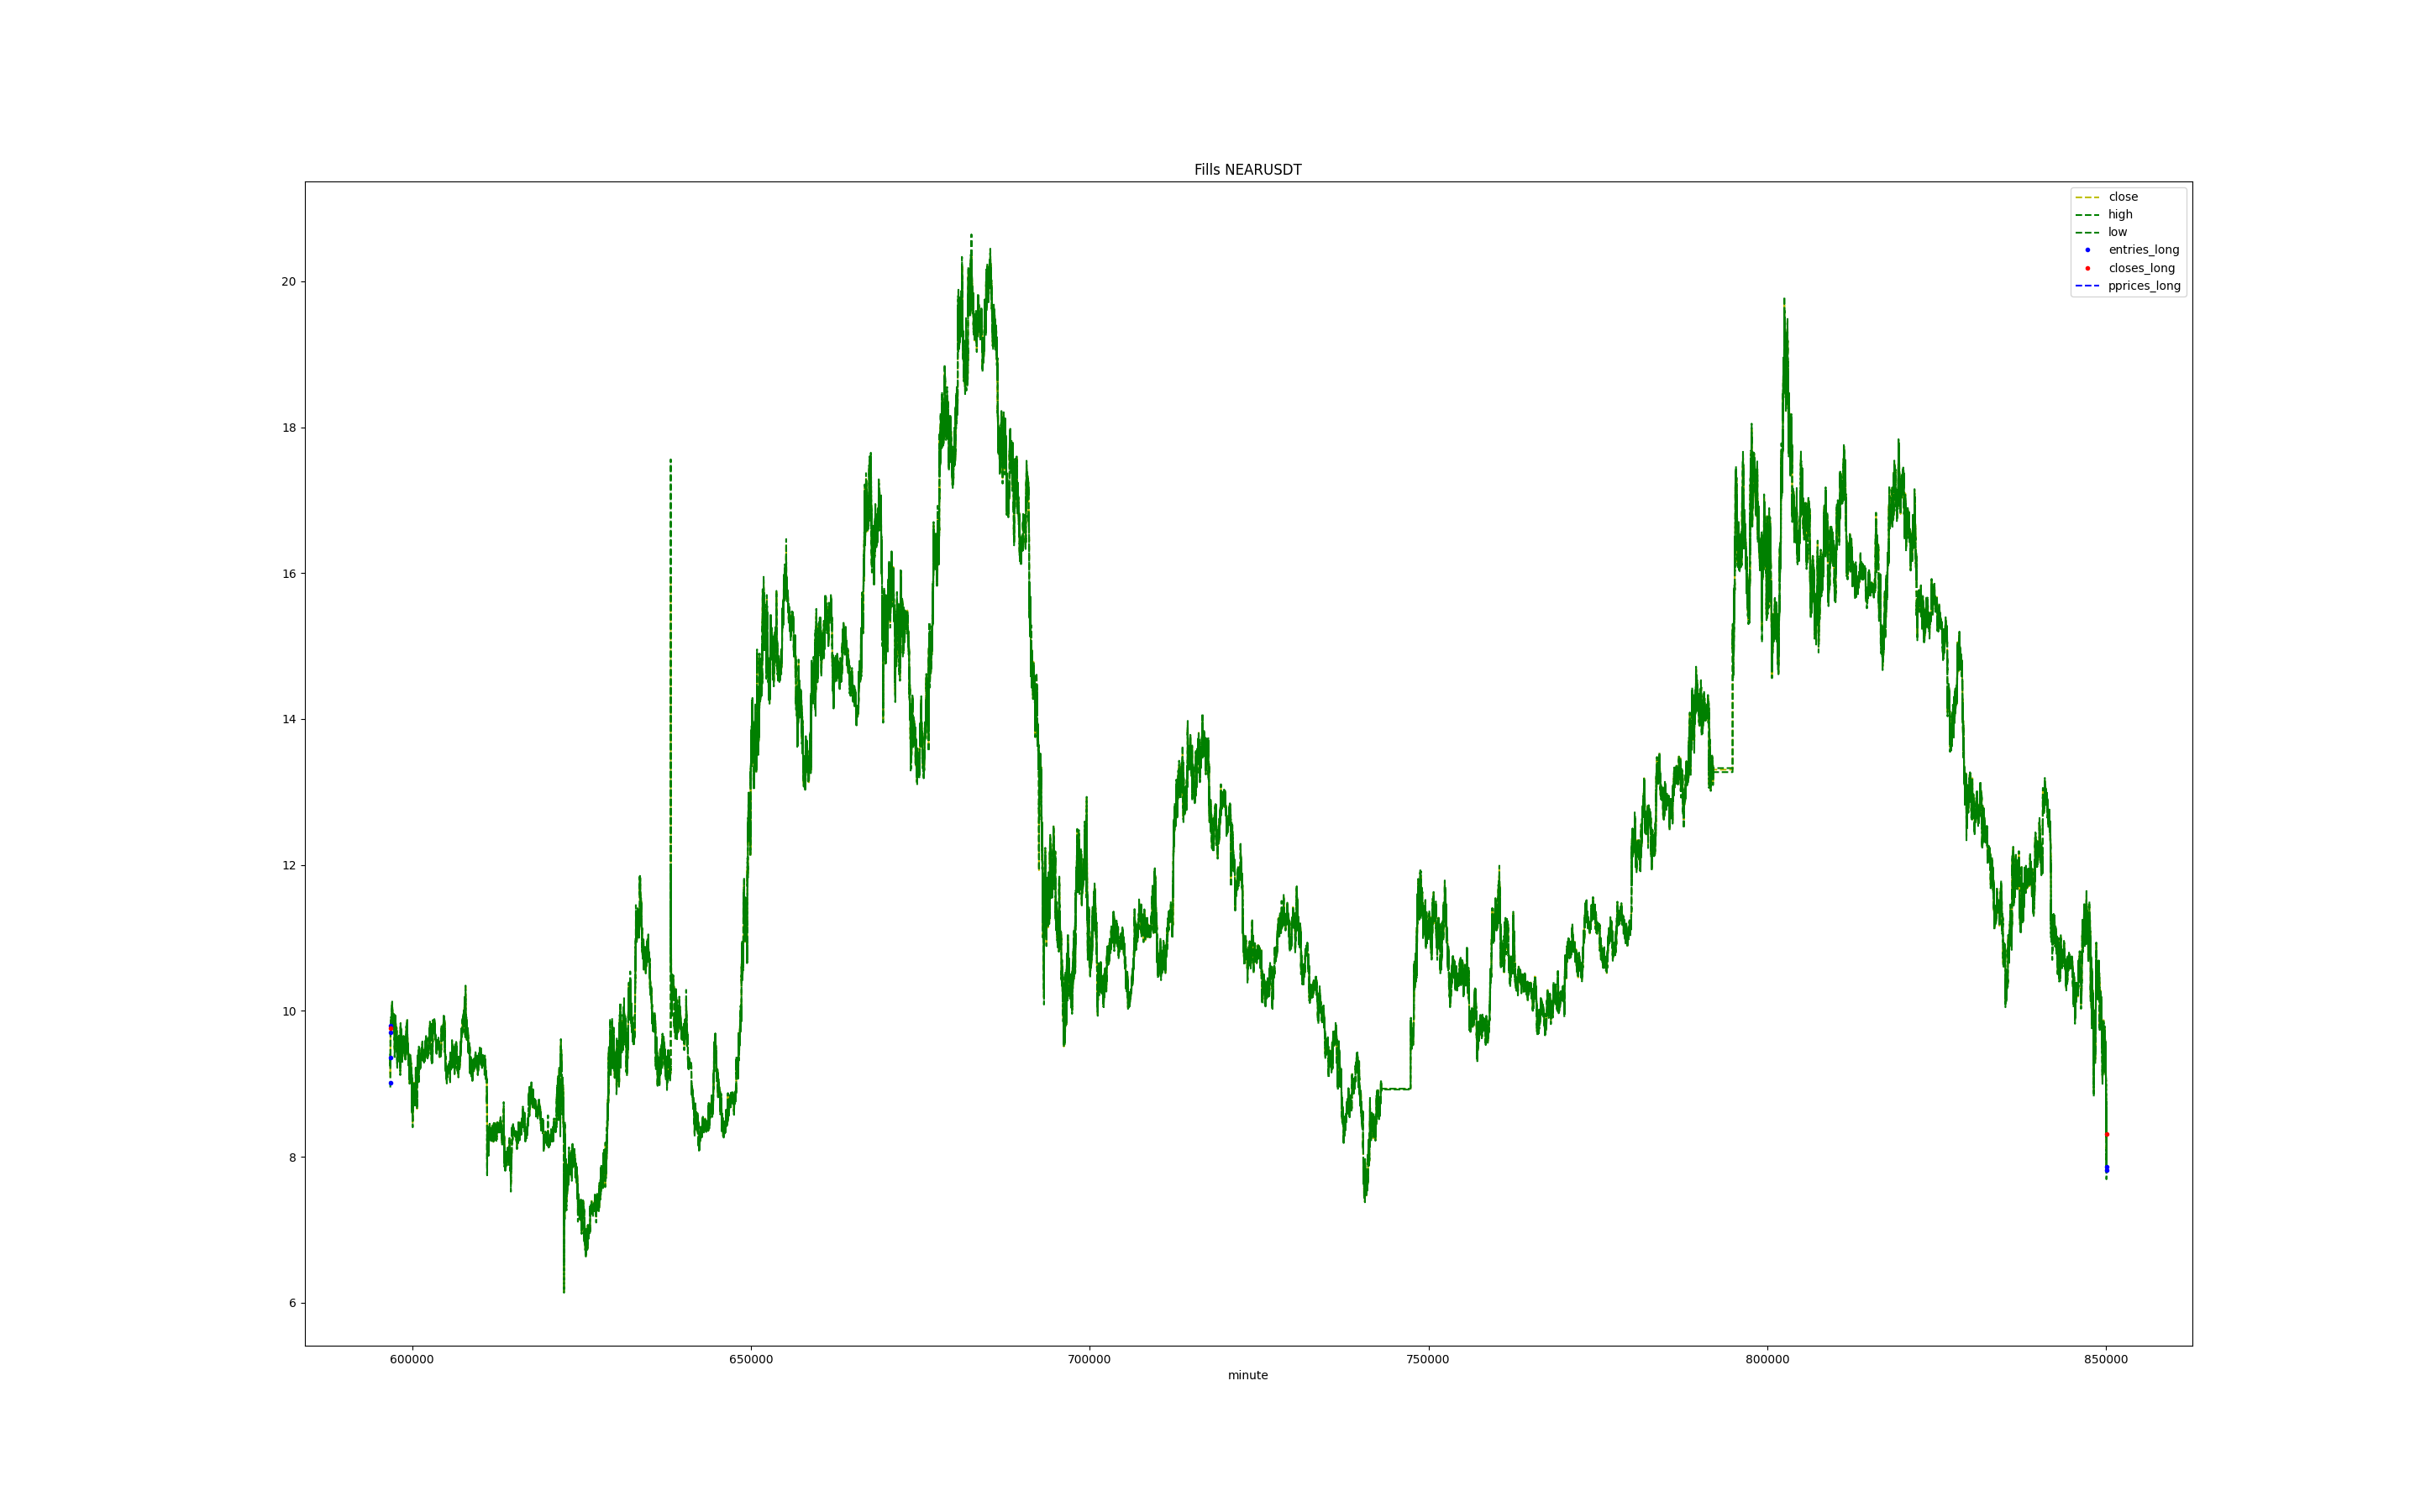 Fills NEARUSDT
close
high
low
entries_long
closes_long
pprices_long
20
18
16
14
12
10
8
6
600000
650000
700000
750000
800000
850000
minute